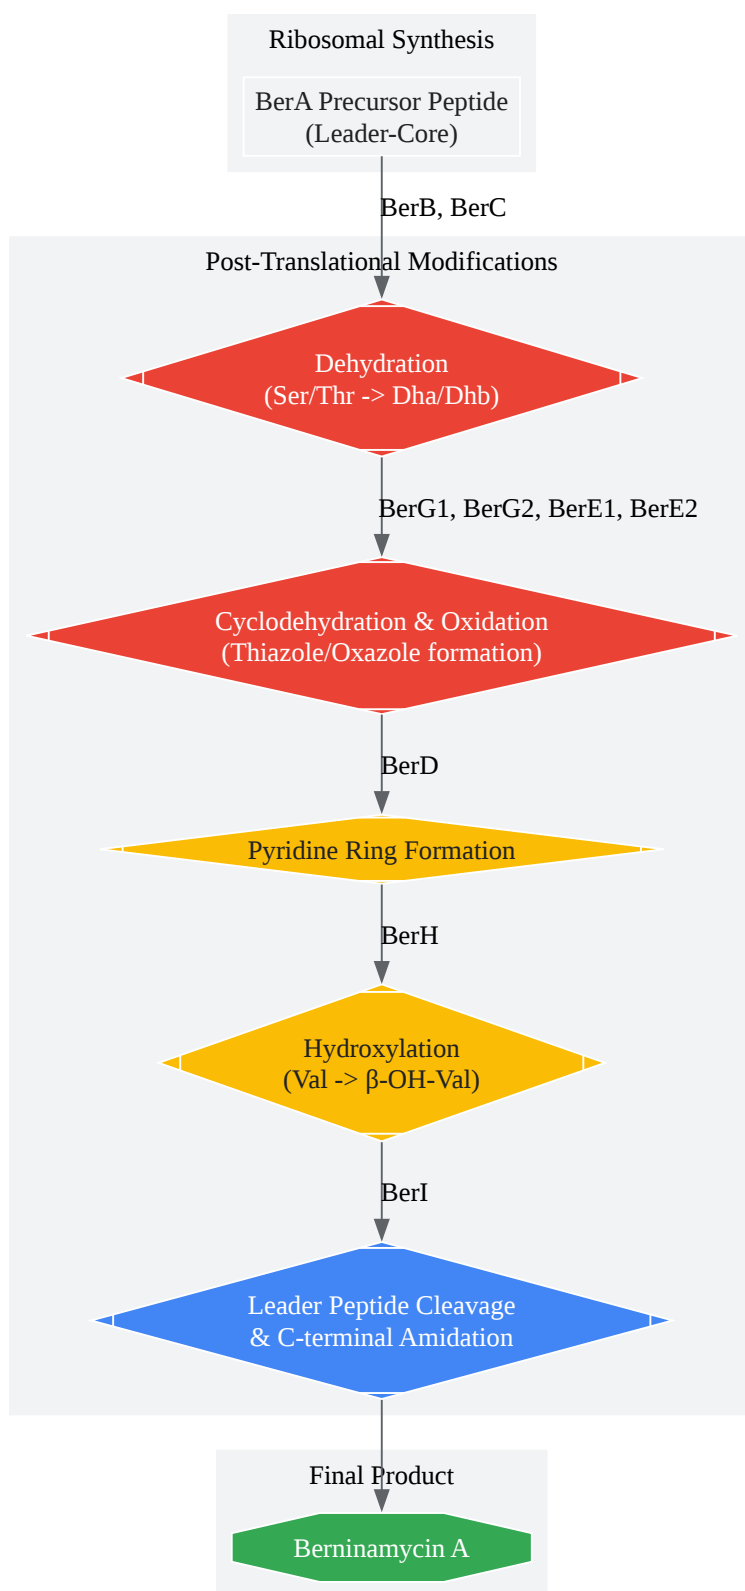 Ribosomal Synthesis
BerA Precursor Peptide
(Leader-Core)
BerB, BerC
Post-Translational Modifications
Dehydration
(Ser/Thr -> Dha/Dhb)
BerG1, BerG2, BerE1, BerE2
Cyclodehydration & Oxidation
(Thiazole/Oxazole formation)
BerD
Pyridine Ring Formation
BerH
Hydroxylation
(Val -> β-OH-Val)
BerI
Leader Peptide Cleavage
& C-terminal Amidation
Final Product
Berninamycin A